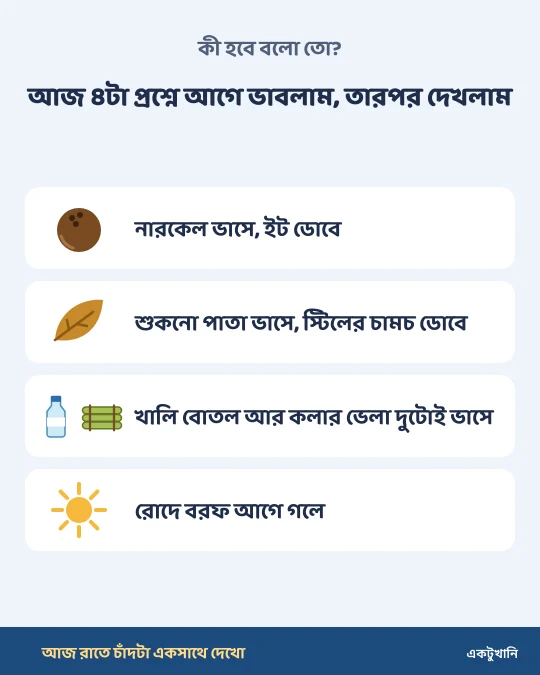 কী হবে বলো তো?
আজ ৪টা প্রশ্নে আগে ভাবলাম, তারপর দেখলাম
নারকেল ভাসে, ইট ডোবে
শুকনো পাতা ভাসে, স্টিলের চামচ ডোবে
খালি বোতল আর কলার ভেলা দুটোই ভাসে
রোদে বরফ আগে গলে
আজ রাতে চাঁদটা একসাথে দেখো
একটুখানি